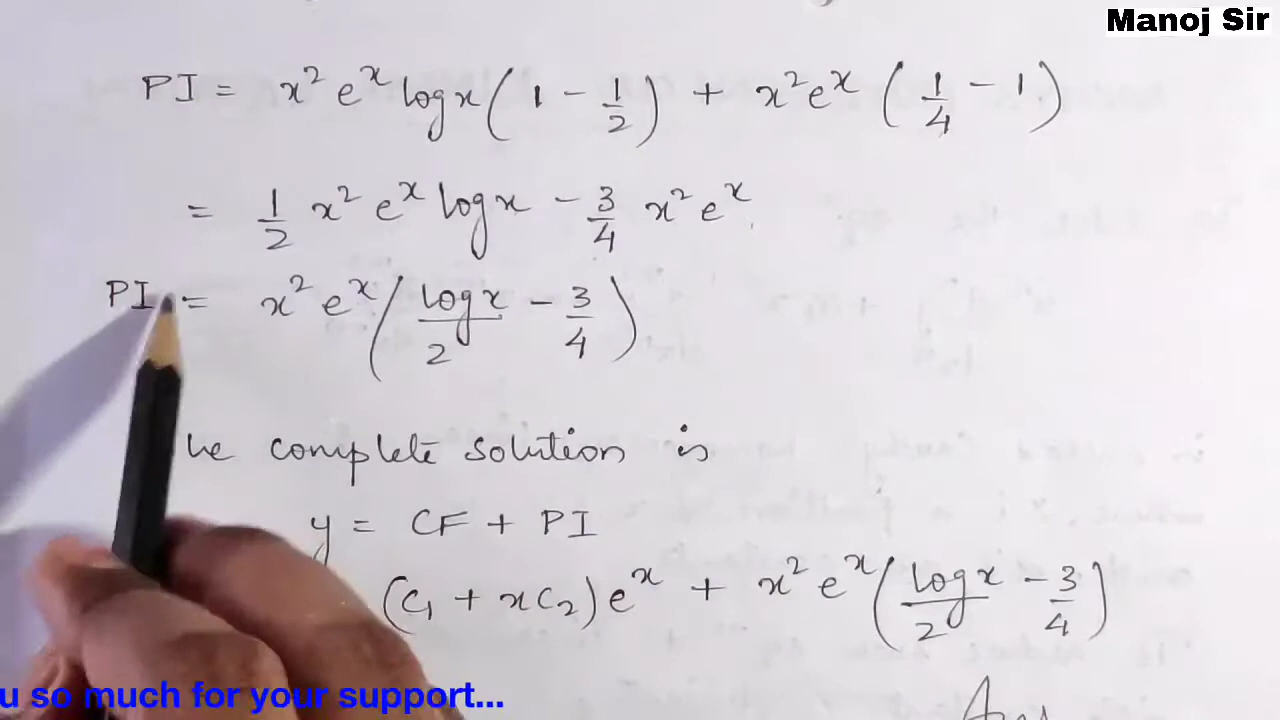 Manoj Sir
PI = x² eˣ log x (1 - 1/2) + x² eˣ (1/4 - 1)
= 1/2 x² eˣ log x - 3/4 x² eˣ
PI = x² eˣ (log x/2 - 3/4)
he complete solution is
y = CF + PI
(C₁ + xC₂) eˣ + x² eˣ (log x/2 - 3/4)
Ans
u so much for your support...